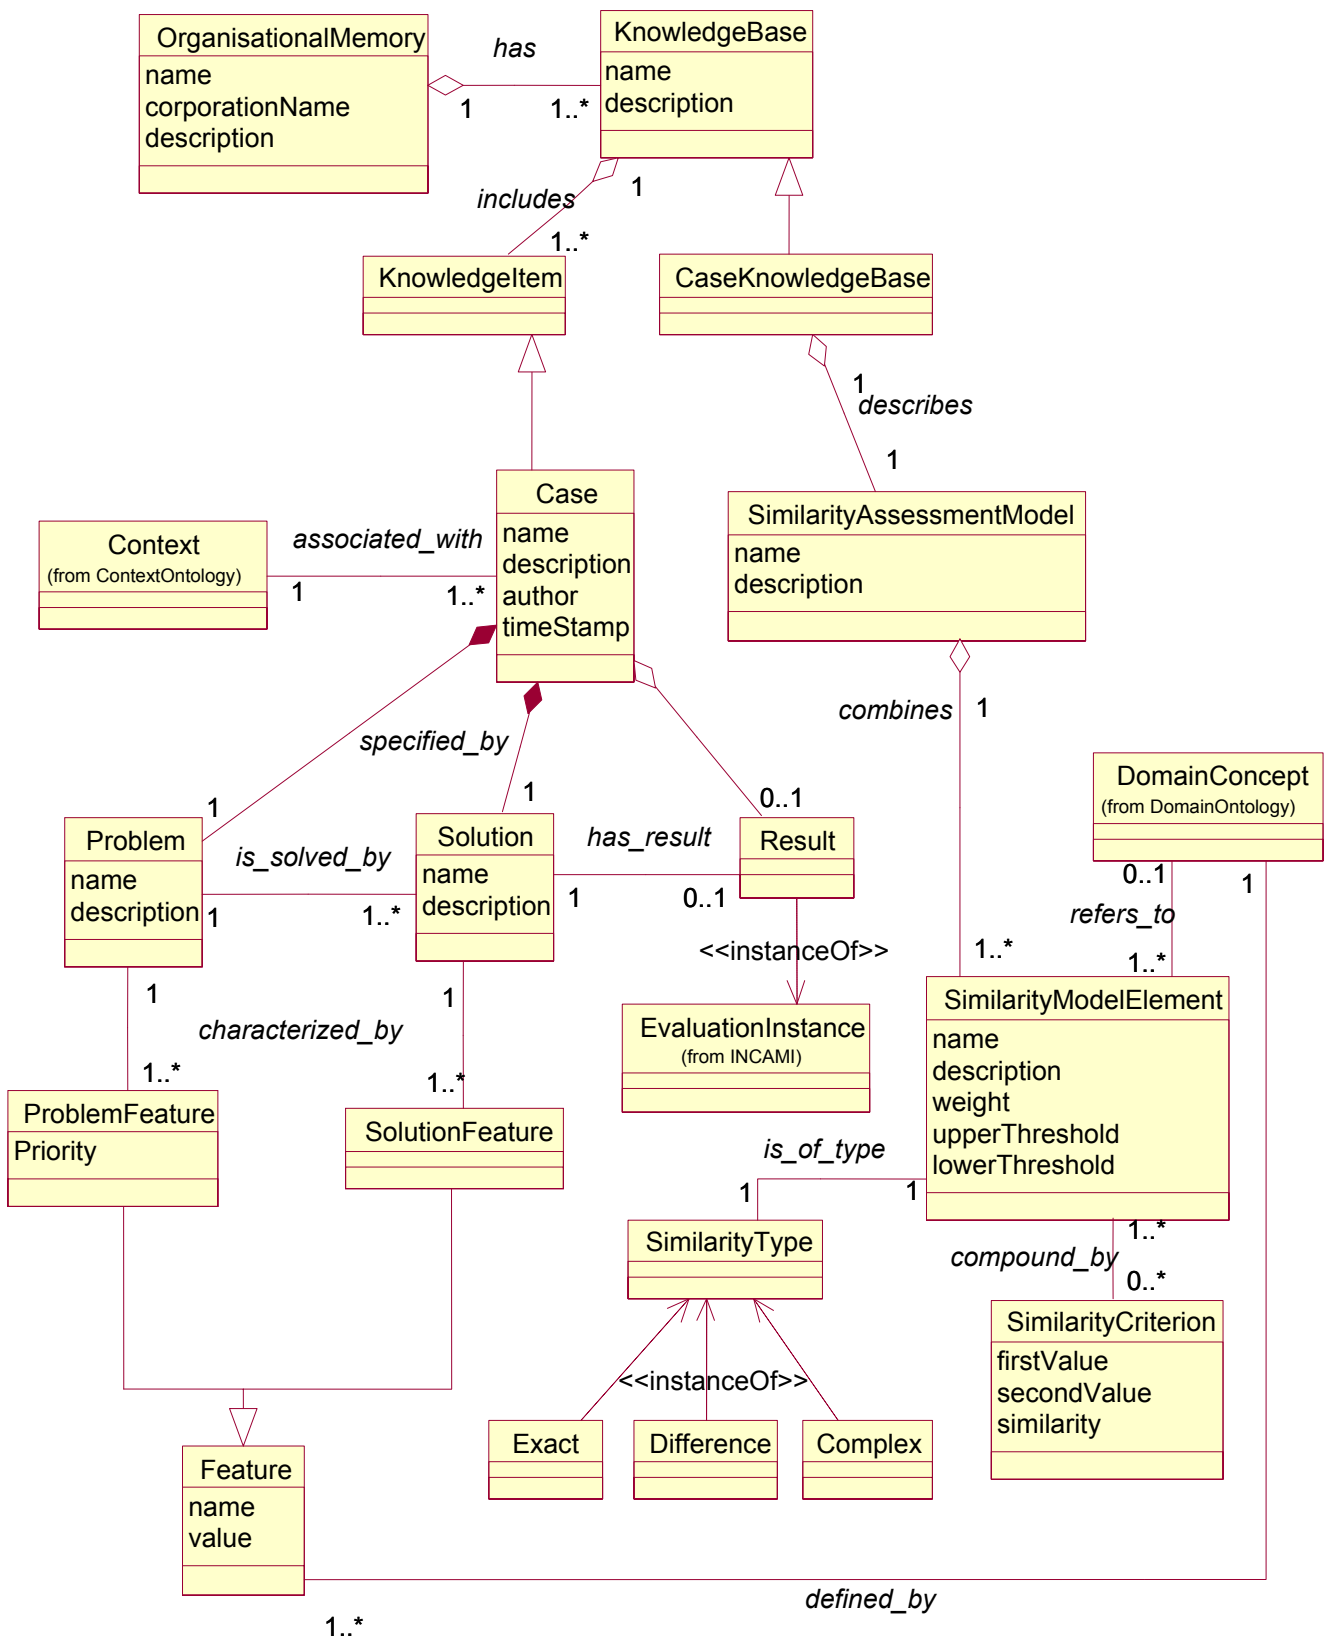 OrganisationalMemory
name
corporationName
description
has
1
1..*
KnowledgeBase
name
description
includes
1
1..*
KnowledgeItem
CaseKnowledgeBase
1
describes
1
Case
name
description
author
timeStamp
Context
(from ContextOntology)
associated_with
1
1..*
SimilarityAssessmentModel
name
description
combines
1
specified_by
1
1
0..1
Problem
name
description
is_solved_by
1
1..*
Solution
name
description
has_result
1
0..1
Result
DomainConcept
(from DomainOntology)
0..1
1
refers_to
1..*
1..*
<<instanceOf>>
EvaluationInstance
(from INCAMI)
1
characterized_by
1
1..*
1..*
ProblemFeature
Priority
SolutionFeature
SimilarityModelElement
name
description
weight
upperThreshold
lowerThreshold
is_of_type
1
1
SimilarityType
1..*
compound_by
0..*
SimilarityCriterion
firstValue
secondValue
similarity
<<instanceOf>>
Exact
Difference
Complex
Feature
name
value
defined_by
1..*